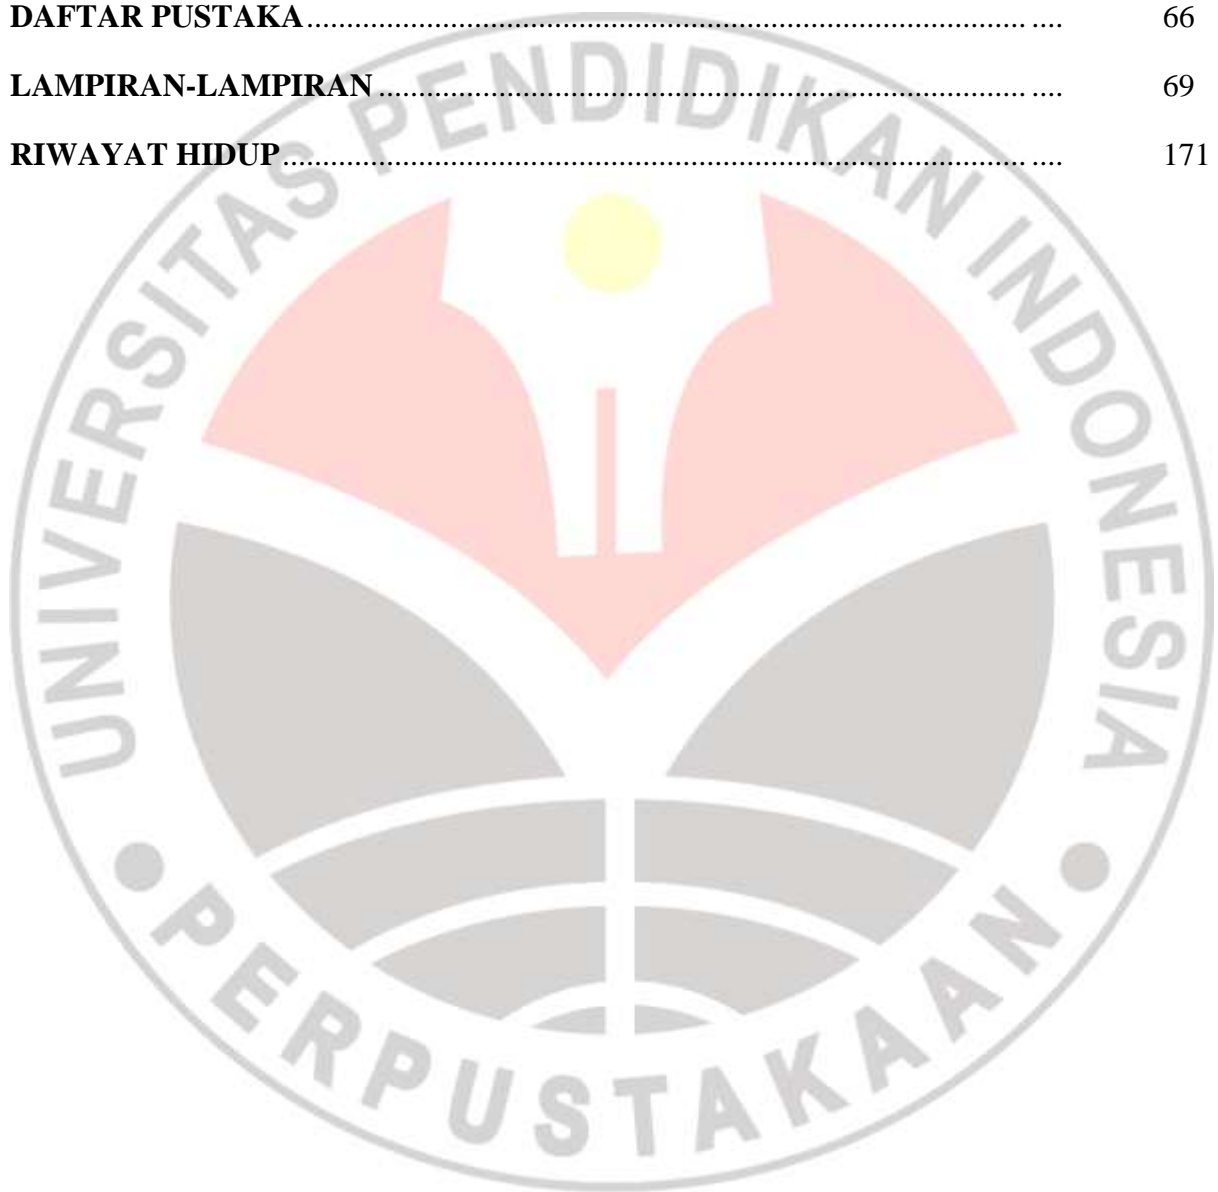 DAFTAR PUSTAKA........................................................................................ .... 66
LAMPIRAN-LAMPIRAN............................................................................... .... 69
RIWAYAT HIDUP........................................................................................... .... 171
UNIVERSITAS PENDIDIKAN INDONESIA
PERPUSTAKAAN